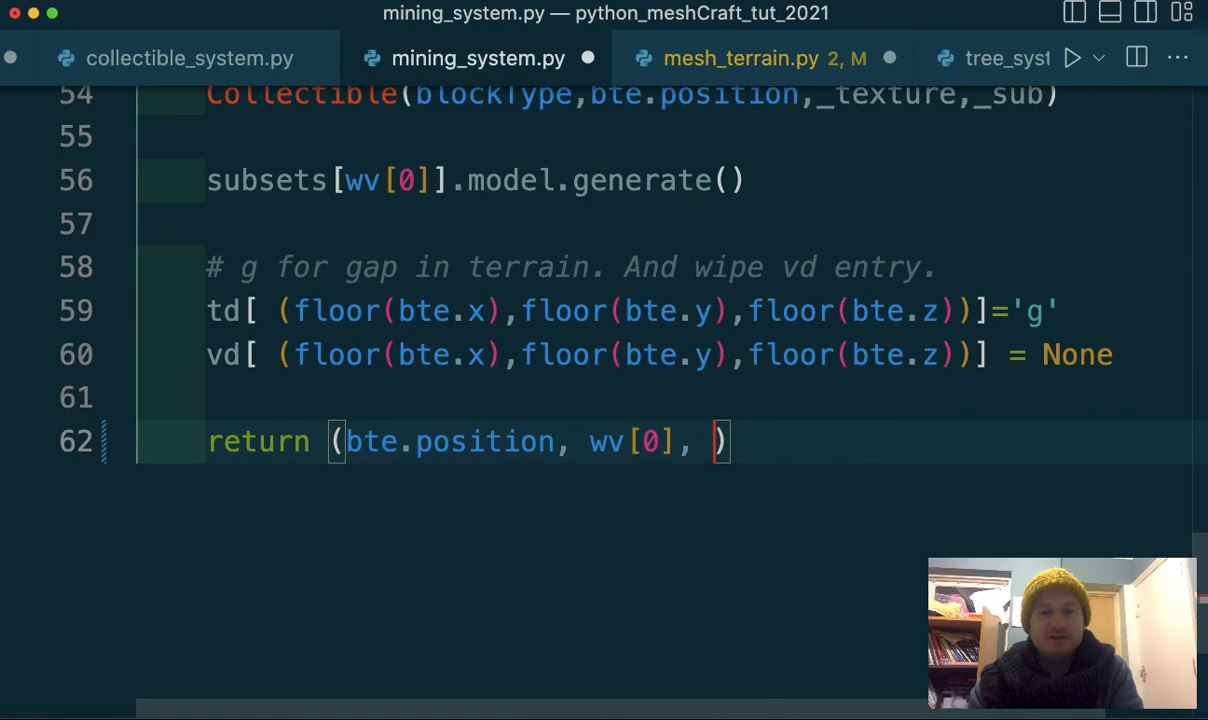 mining_system.py — python_meshCraft_tut_2021
collectible_system.py mining_system.py mesh_terrain.py 2, M tree_syst
54 Collectible(blockType,bte.position,_texture,_sub)
55
56 subsets[wv[0]].model.generate()
57
58 # g for gap in terrain. And wipe vd entry.
59 td[ (floor(bte.x),floor(bte.y),floor(bte.z))]='g'
60 vd[ (floor(bte.x),floor(bte.y),floor(bte.z))] = None
61
62 return (bte.position, wv[0], )